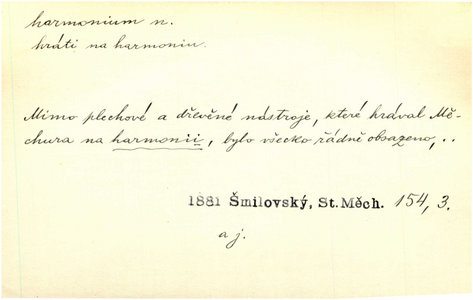 harmonium n.
hráti na harmoniu.
Mimo plechové a dřevěné nástroje, které hrával Mě-
chura na harmonii, bylo všecko řádně obsazeno, ..
1881 Šmilovský, St. Měch. 154, 3.
a j.